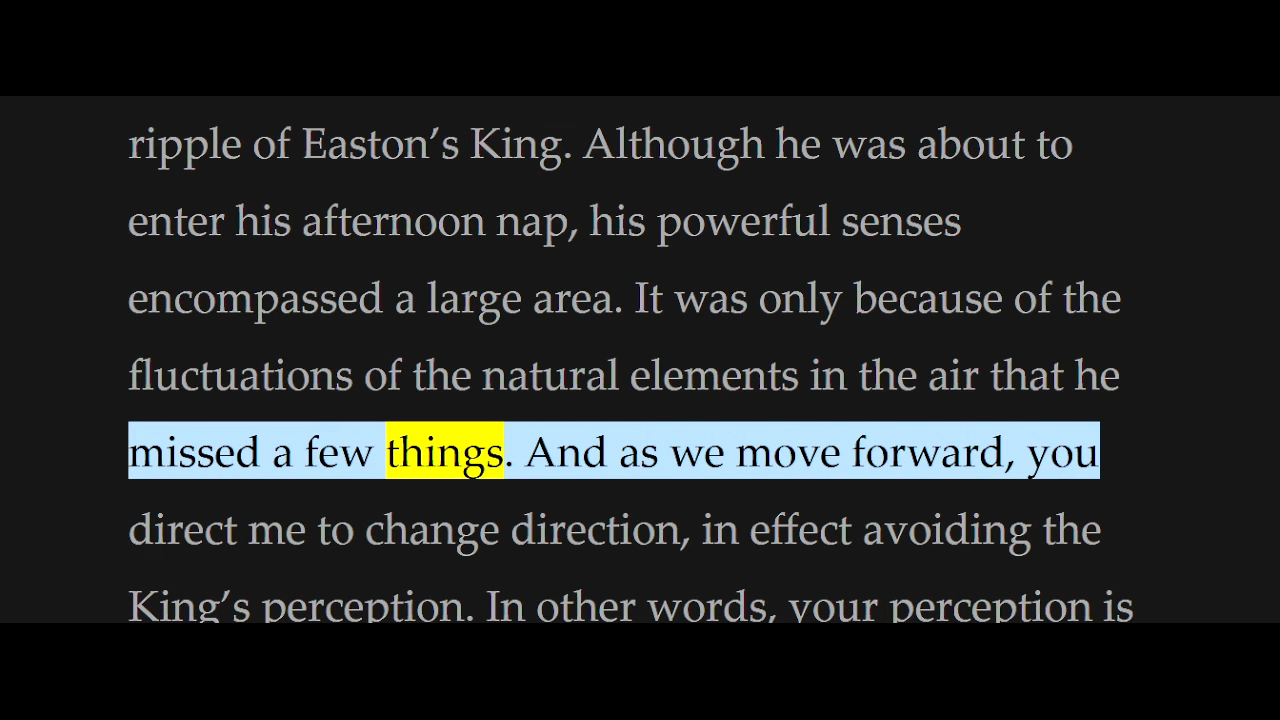 ripple of Easton’s King. Although he was about to
enter his afternoon nap, his powerful senses
encompassed a large area. It was only because of the
fluctuations of the natural elements in the air that he
missed a few things. And as we move forward, you
direct me to change direction, in effect avoiding the
King’s perception. In other words, your perception is